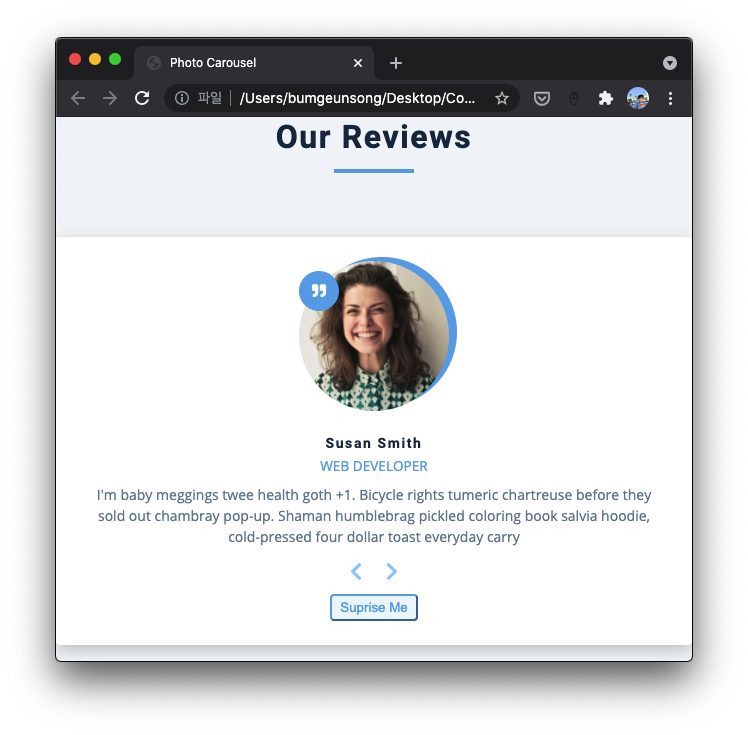 Photo Carousel
파일 /Users/bumgeunsong/Desktop/Co...
Our Reviews
Susan Smith
WEB DEVELOPER
I'm baby meggings twee health goth +1. Bicycle rights tumeric chartreuse before they
sold out chambray pop-up. Shaman humblebrag pickled coloring book salvia hoodie,
cold-pressed four dollar toast everyday carry
Suprise Me